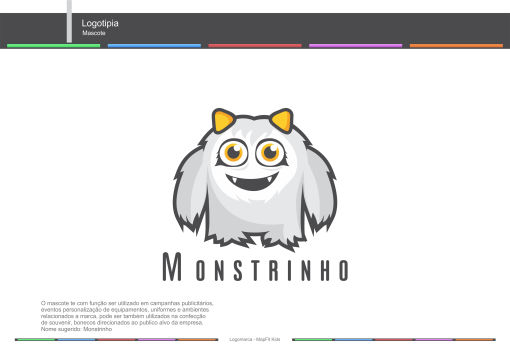 Logotipia
Mascote
MONSTRINHO
O mascote te com função ser utilizado em campanhas publicitários,
eventos personalização de equipamentos, uniformes e ambientes
relacionados a marca, pode ser também utilizados na confecção
de souvenir, bonecos direcionados ao publico alvo da empresa.
Nome sugerido: Monstrinho
Logomarca - MapFit Kids